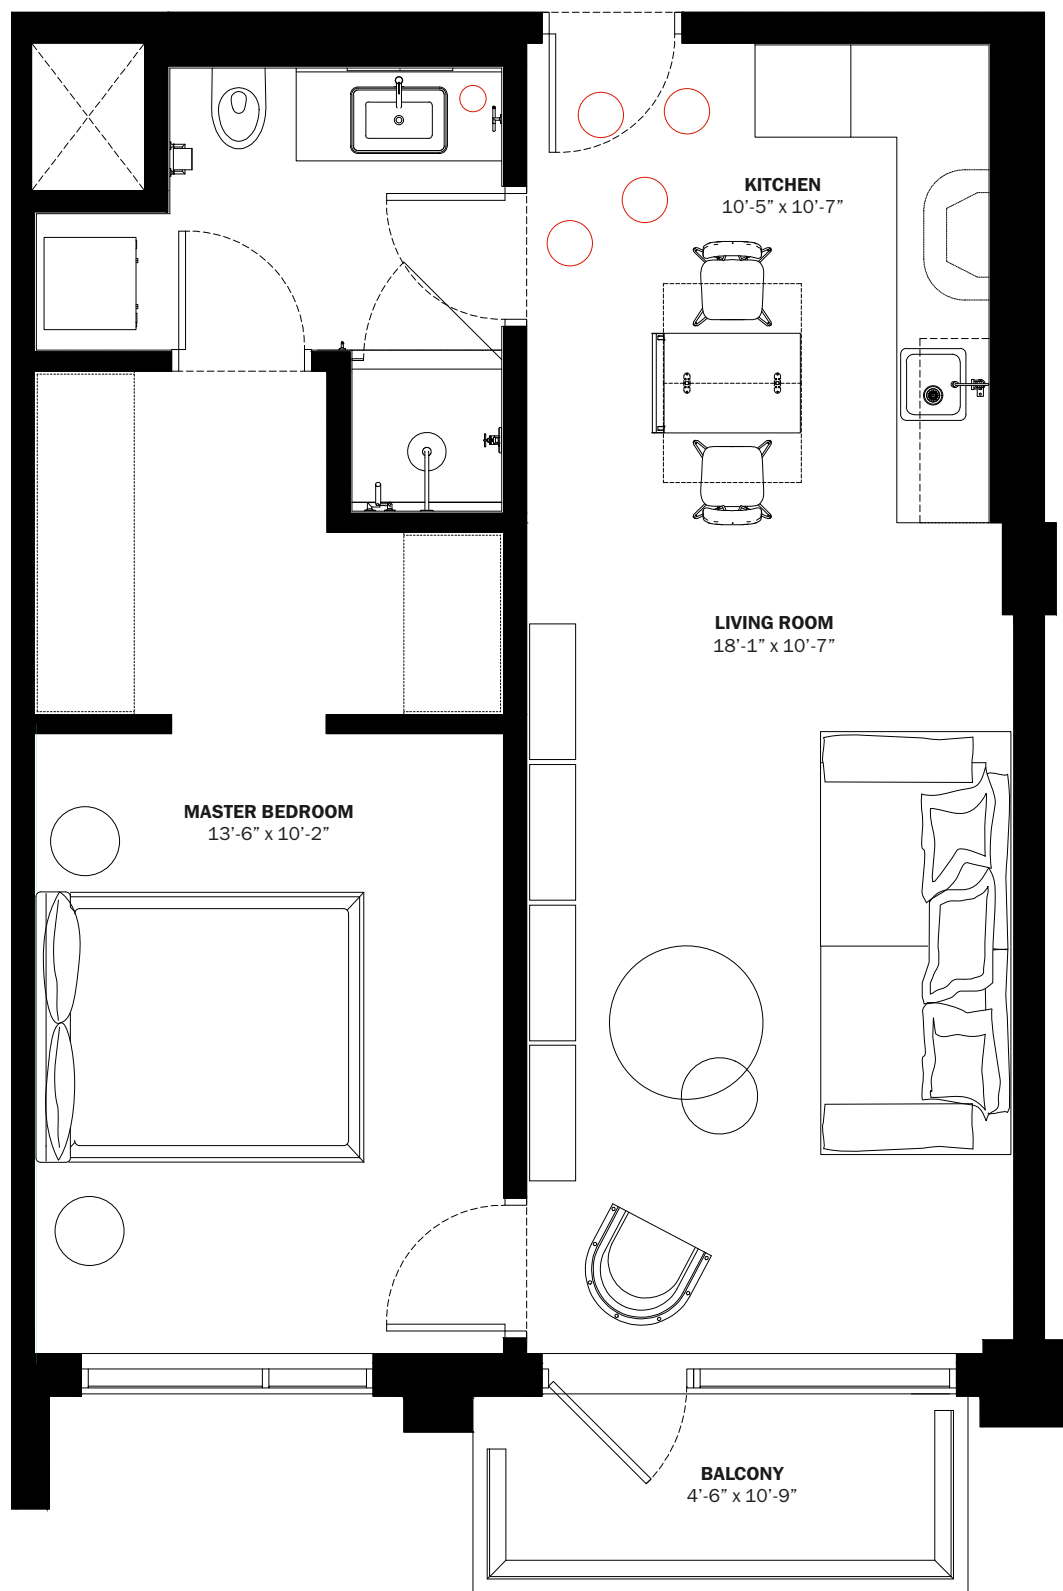 KITCHEN
10’-5” x 10’-7”
LIVING ROOM
18’-1” x 10’-7”
MASTER BEDROOM
13’-6” x 10’-2”
BALCONY
4’-6” x 10’-9”